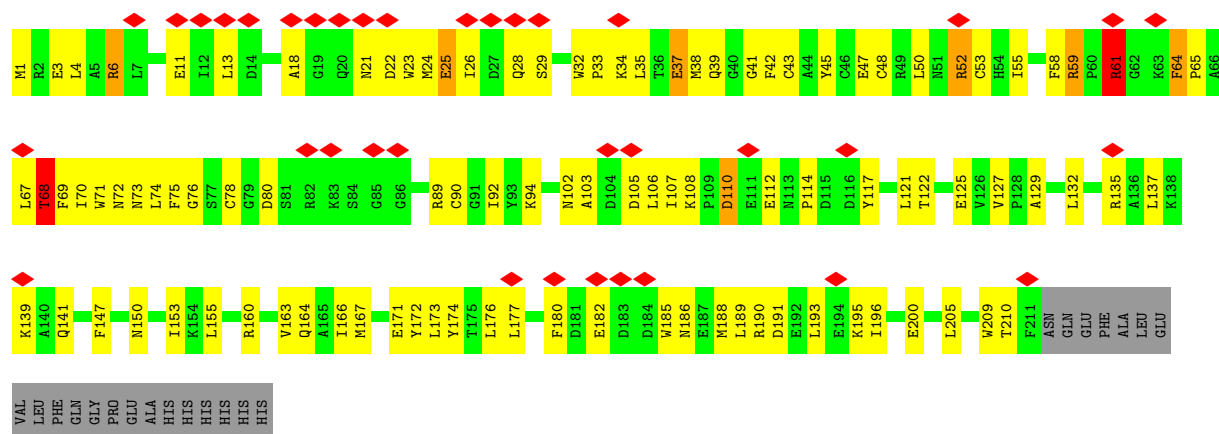 M1 R2 E3 L4 A5 R6 L7 E11 I12 L13 D14 A18 G19 Q20 N21 D22 W23 M24 E25 I26 D27 Q28 S29 W32 P33 K34 L35 T36 E37 M38 Q39 G40 G41 F42 C43 A44 Y45 C46 E47 C48 R49 L50 N51 R52 C53 H54 I55 F58 R59 P60 R61 G62 K63 F64 P65 A66
L67 T68 F69 I70 W71 N72 N73 L74 F75 G76 S77 C78 G79 D80 S81 R82 K83 S84 G85 G86 R89 C90 G91 I92 Y93 K94 N102 A103 D104 D105 L106 I107 K108 P109 D110 E111 E112 N113 P114 D115 D116 Y117 L121 T122 E125 V126 V127 P128 A129 L132 R135 A136 L137 K138
K139 A140 Q141 F147 N150 I153 K154 L155 R160 V163 Q164 A165 I166 M167 E171 Y172 L173 Y174 T175 L176 L177 F180 D181 E182 D183 D184 W185 N186 E187 M188 L189 R190 D191 E192 L193 E194 K195 I196 E200 L205 W209 T210 F211 ASN GLN GLU PHE ALA LEU GLU
VAL LEU PHE GLN GLY PRO GLU ALA HIS HIS HIS HIS HIS HIS